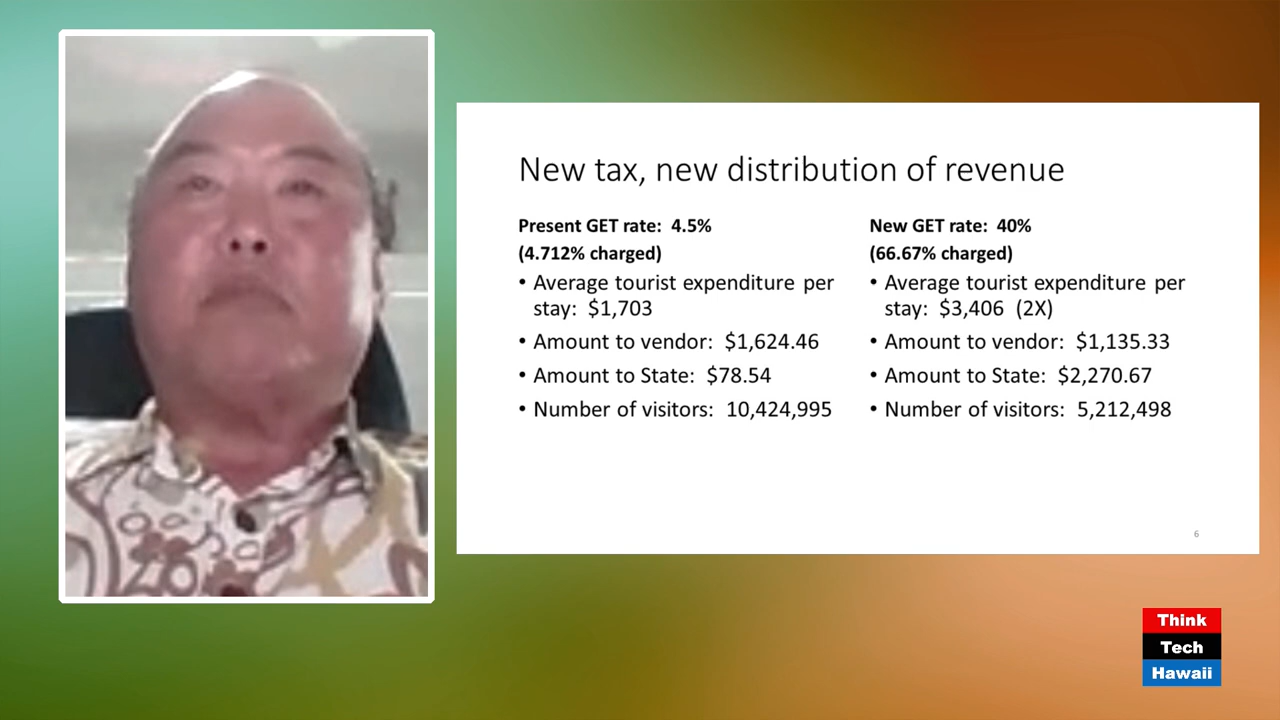 New tax, new distribution of revenue
Present GET rate: 4.5%
(4.712% charged)
• Average tourist expenditure per
stay: $1,703
• Amount to vendor: $1,624.46
• Amount to State: $78.54
• Number of visitors: 10,424,995
New GET rate: 40%
(66.67% charged)
• Average tourist expenditure per
stay: $3,406 (2X)
• Amount to vendor: $1,135.33
• Amount to State: $2,270.67
• Number of visitors: 5,212,498
6
Think
Tech
Hawaii